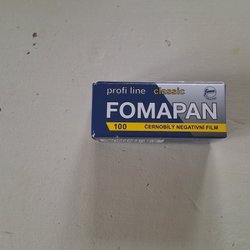 profi line classic
FOMAPAN
100 ČERNOBÍLÝ NEGATIVNÍ FILM